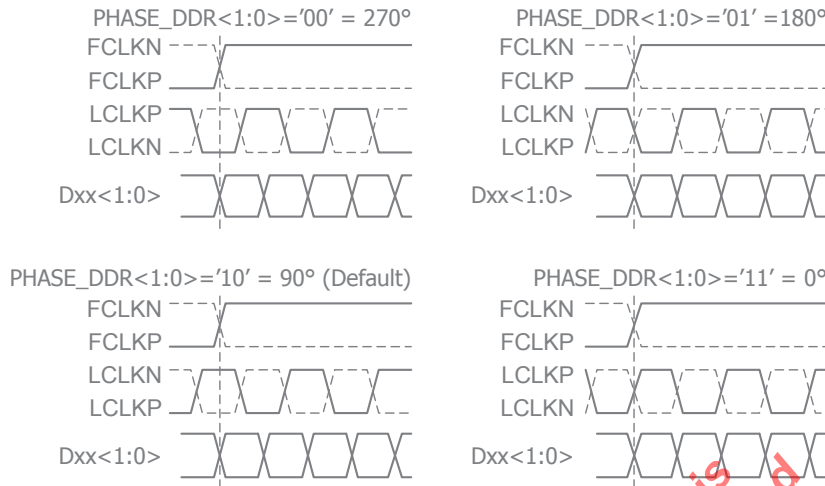 PHASE_DDR<1:0>='00' = 270°
FCLKN
FCLKP
LCLKP
LCLKN
Dxx<1:0>
PHASE_DDR<1:0>='01' =180°
FCLKN
FCLKP
LCLKN
LCLKP
Dxx<1:0>
PHASE_DDR<1:0>='10' = 90° (Default)
FCLKN
FCLKP
LCLKN
LCLKP
Dxx<1:0>
PHASE_DDR<1:0>='11' = 0°
FCLKN
FCLKP
LCLKP
LCLKN
Dxx<1:0>
is